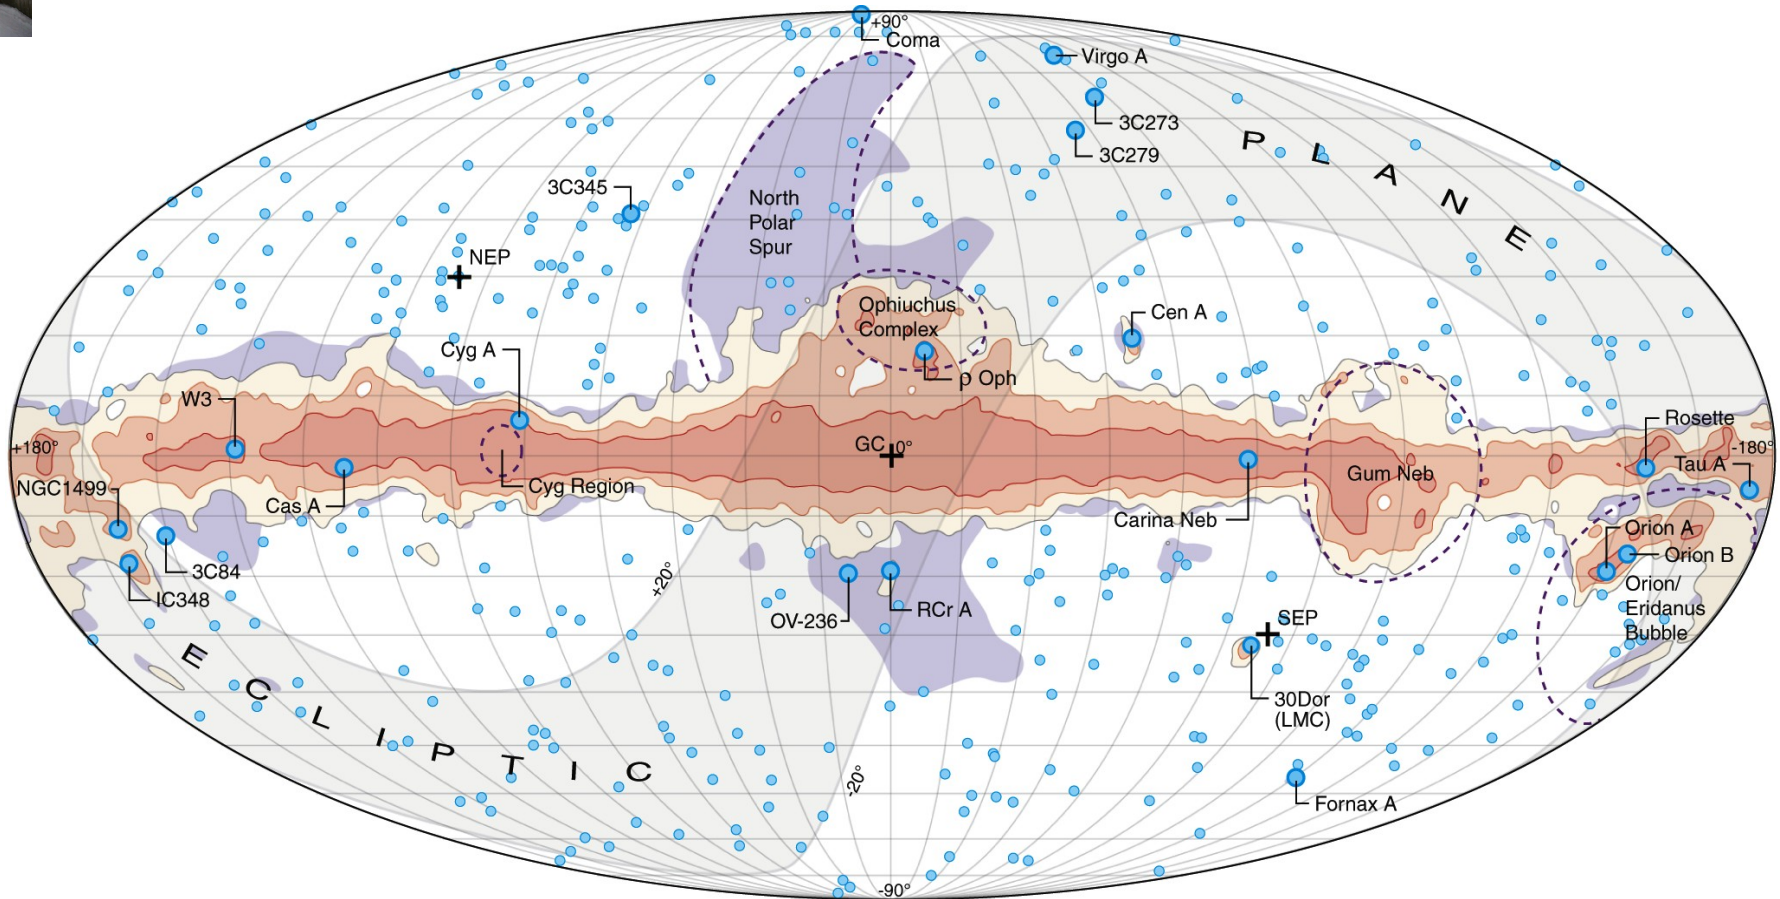 +90°
Coma
Virgo A
3C273
3C279
P L A N E
3C345
North
Polar
Spur
NEP
Ophiuchus
Complex
Cen A
Cyg A
ρ Oph
W3
Rosette
+180°
GC
0°
-180°
Tau A
Gum Neb
NGC1499
Cyg Region
Cas A
Carina Neb
Orion A
Orion B
3C84
+20°
Orion/
Eridanus
Bubble
IC348
OV-236
RCr A
SEP
E C L I P T I C
30Dor
(LMC)
-20°
Fornax A
-90°